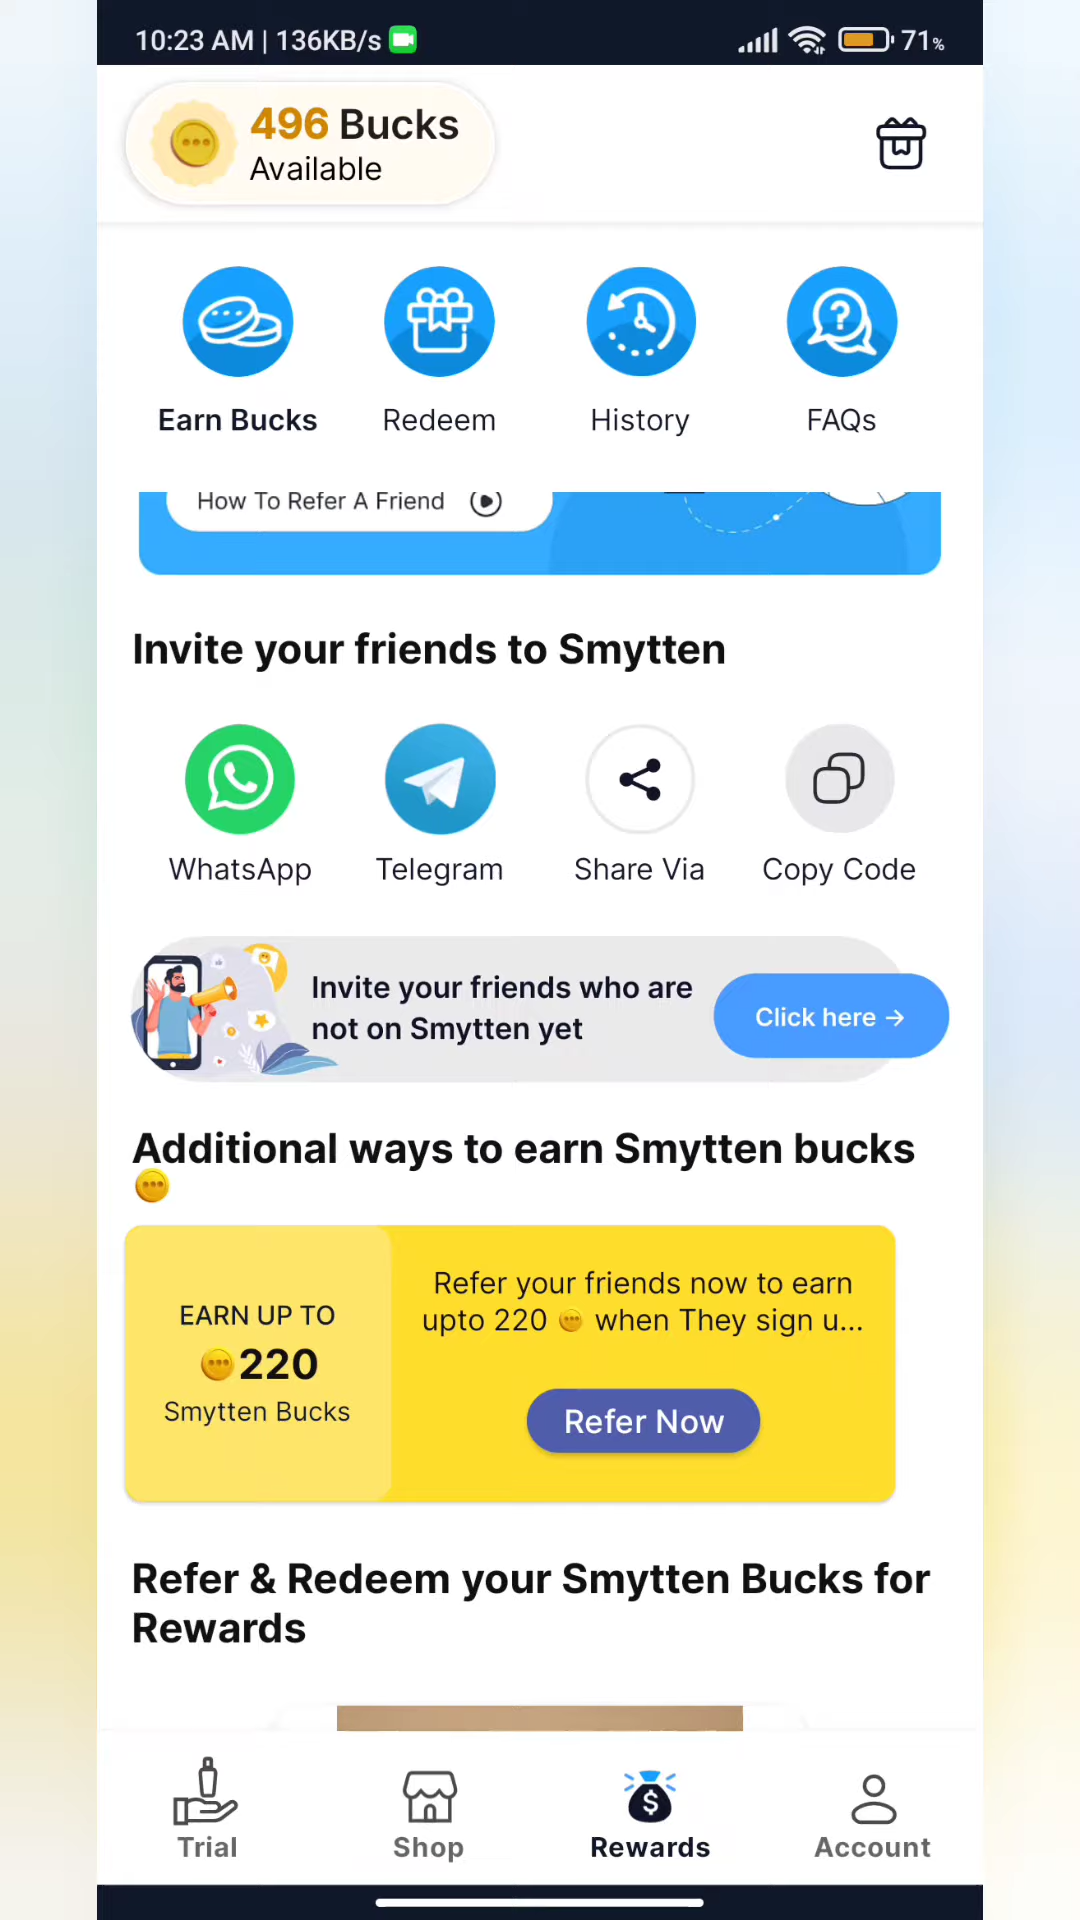 10:23 AM | 136KB/s
71%
496 Bucks
Available
Earn Bucks
Redeem
History
FAQs
How To Refer A Friend
Invite your friends to Smytten
WhatsApp
Telegram
Share Via
Copy Code
Invite your friends who are
not on Smytten yet
Click here →
Additional ways to earn Smytten bucks
EARN UP TO
220
Smytten Bucks
Refer your friends now to earn
upto 220 when They sign u...
Refer Now
Refer & Redeem your Smytten Bucks for
Rewards
Trial
Shop
Rewards
Account